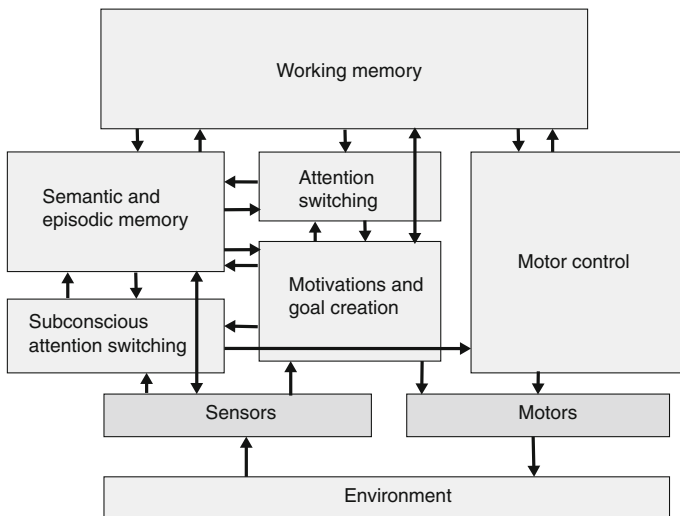 Working memory
Semantic and
episodic memory
Attention
switching
Motor control
Motivations and
goal creation
Subconscious
attention switching
Sensors
Motors
Environment